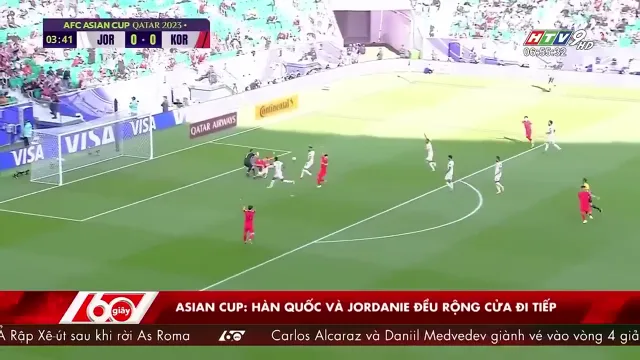 AFC ASIAN CUP QATAR 2023
03:41 JOR 0 - 0 KOR
HTV9 HD
06:55:32
Continental
QATAR AIRWAYS
VISA
VISA
VISA
60 giây
ASIAN CUP: HÀN QUỐC VÀ JORDANIE ĐỀU RỘNG CỬA ĐI TIẾP
Ả Rập Xê-út sau khi rời As Roma 60 Carlos Alcaraz và Daniil Medvedev giành vé vào vòng 4 giả